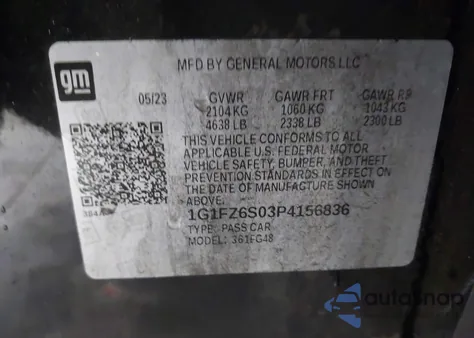 gm
MFD BY GENERAL MOTORS LLC
05/23 GVWR GAWR FRT GAWR RR
2104 KG 1060 KG 1043 KG
4638 LB 2338 LB 2300 LB
THIS VEHICLE CONFORMS TO ALL
APPLICABLE U.S. FEDERAL MOTOR
VEHICLE SAFETY, BUMPER, AND THEFT
PREVENTION STANDARDS IN EFFECT ON
THE DATE OF MANUFACTURE SHOWN
ABOVE.
1G1FZ6S03P4156836
TYPE: PASS CAR
MODEL: 361FG48
autosnap